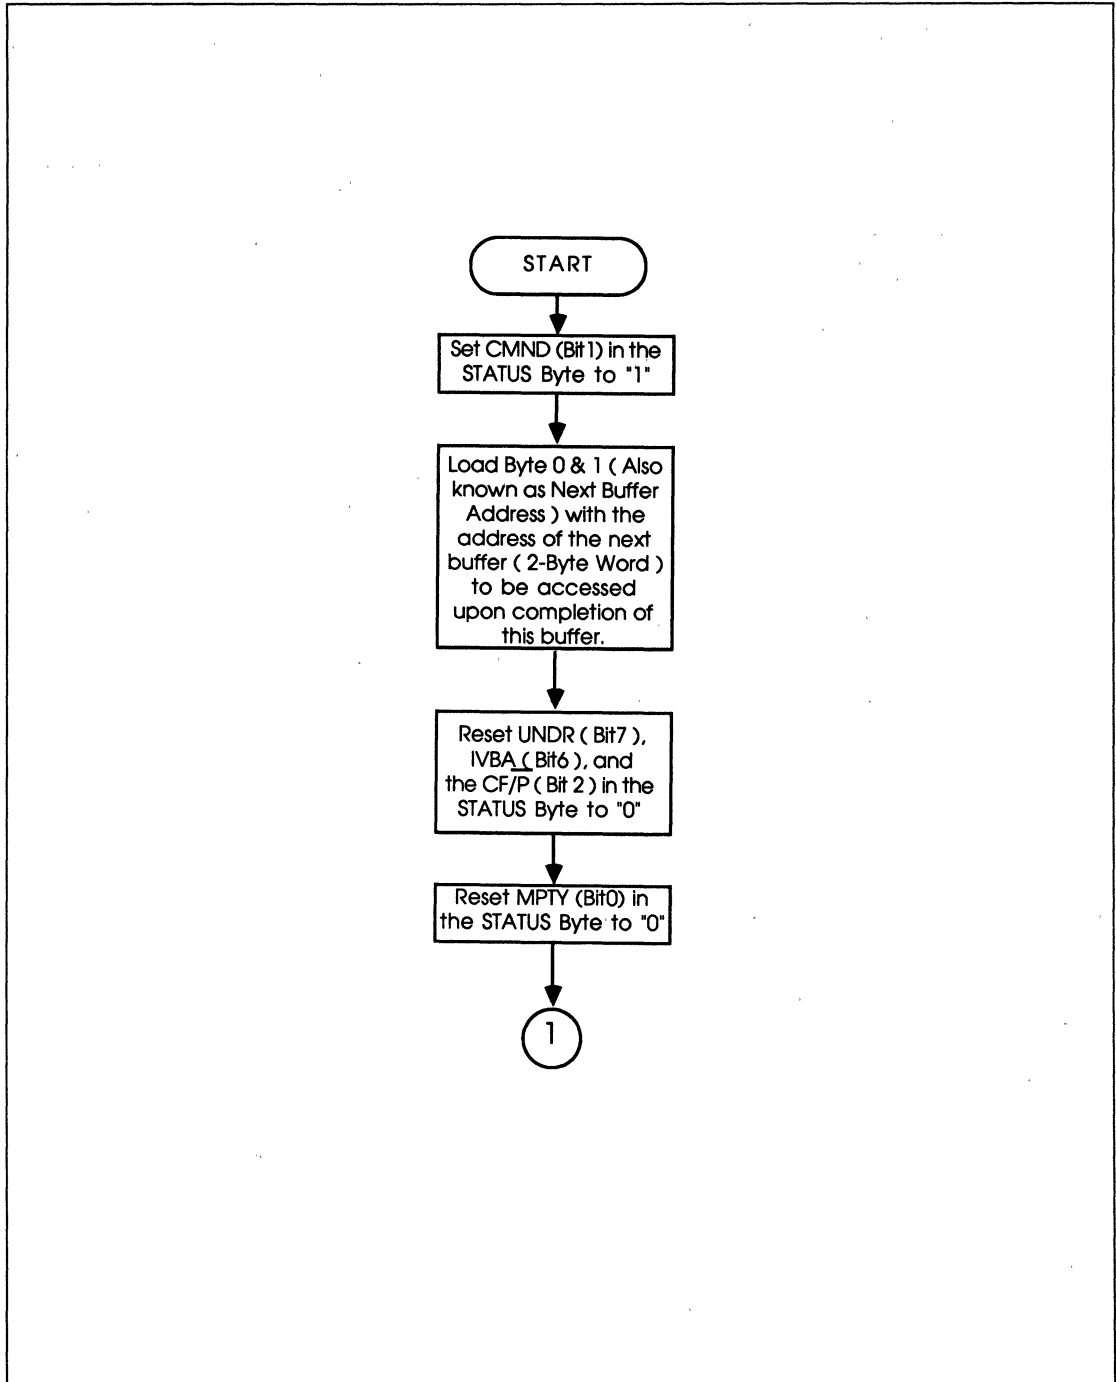 START
Set CMND (Bit1) in the
STATUS Byte to "1"
Load Byte 0 & 1 ( Also
known as Next Buffer
Address ) with the
address of the next
buffer ( 2-Byte Word )
to be accessed
upon completion of
this buffer.
Reset UNDR ( Bit7 ),
IVBA ( Bit6 ), and
the CF/P̅ ( Bit 2 ) in the
STATUS Byte to "0"
Reset MPTY (Bit0) in
the STATUS Byte to "0"
1